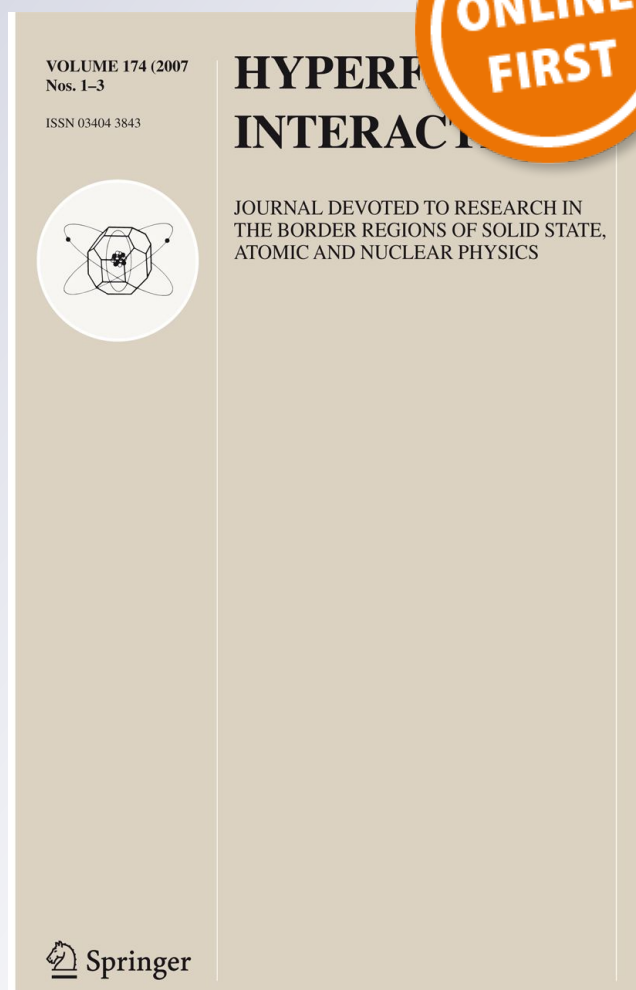 VOLUME 174 (2007
Nos. 1–3
ISSN 03404 3843
HYPERF
INTERACT
ONLINE
FIRST
JOURNAL DEVOTED TO RESEARCH IN
THE BORDER REGIONS OF SOLID STATE,
ATOMIC AND NUCLEAR PHYSICS
Springer